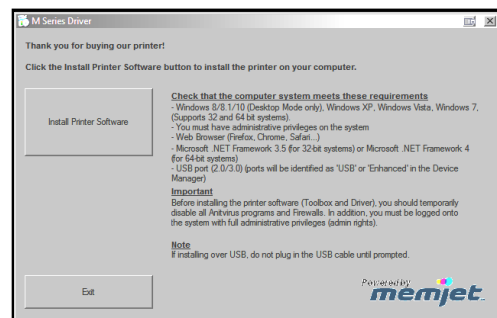 M Series Driver
Thank you for buying our printer!
Click the Install Printer Software button to install the printer on your computer.
Install Printer Software
Check that the computer system meets these requirements
- Windows 8/8.1/10 (Desktop Mode only), Windows XP, Windows Vista, Windows 7,
(Supports 32 and 64 bit systems).
- You must have administrative privileges on the system
- Web Browser (Firefox, Chrome, Safari...)
- Microsoft .NET Framework 3.5 (for 32-bit systems) or Microsoft .NET Framework 4
(for 64-bit systems)
- USB port (2.0/3.0) (ports will be identified as 'USB' or 'Enhanced' in the Device
Manager)
Important
Before installing the printer software (Toolbox and Driver), you should temporarily
disable all Anitvirus programs and Firewalls. In addition, you must be logged onto
the system with full administrative privileges (admin rights).
Note
If installing over USB, do not plug in the USB cable until prompted.
Exit
Powered by
memjet